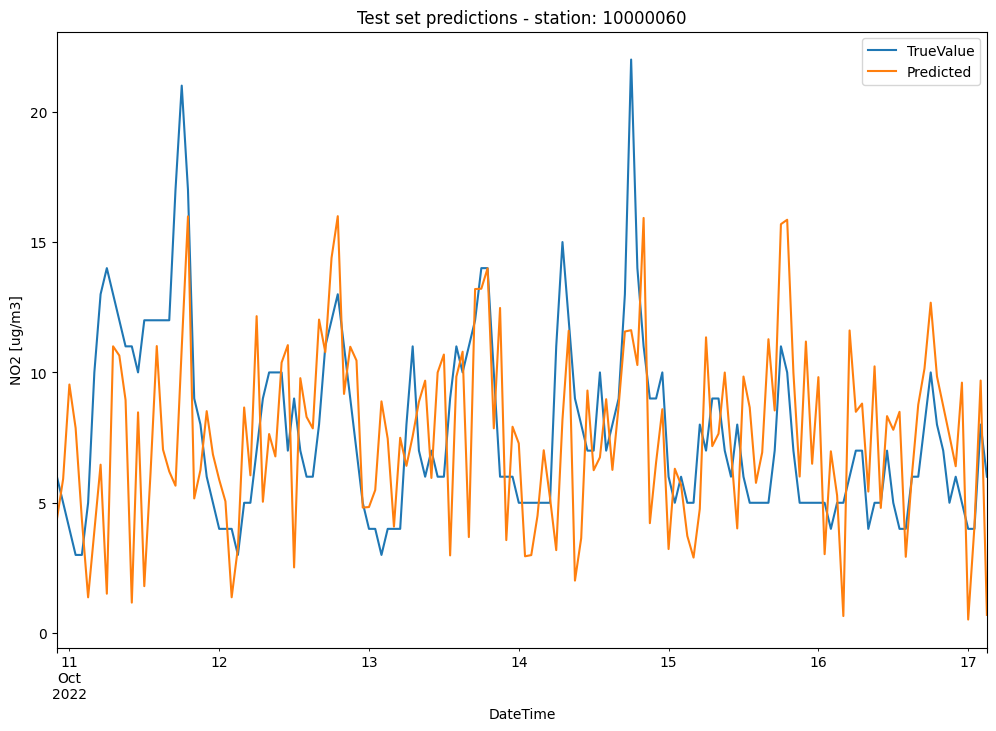 Test set predictions - station: 10000060
TrueValue
Predicted
NO2 [ug/m3]
20
15
10
5
0
11 12 13 14 15 16 17
Oct
2022
DateTime